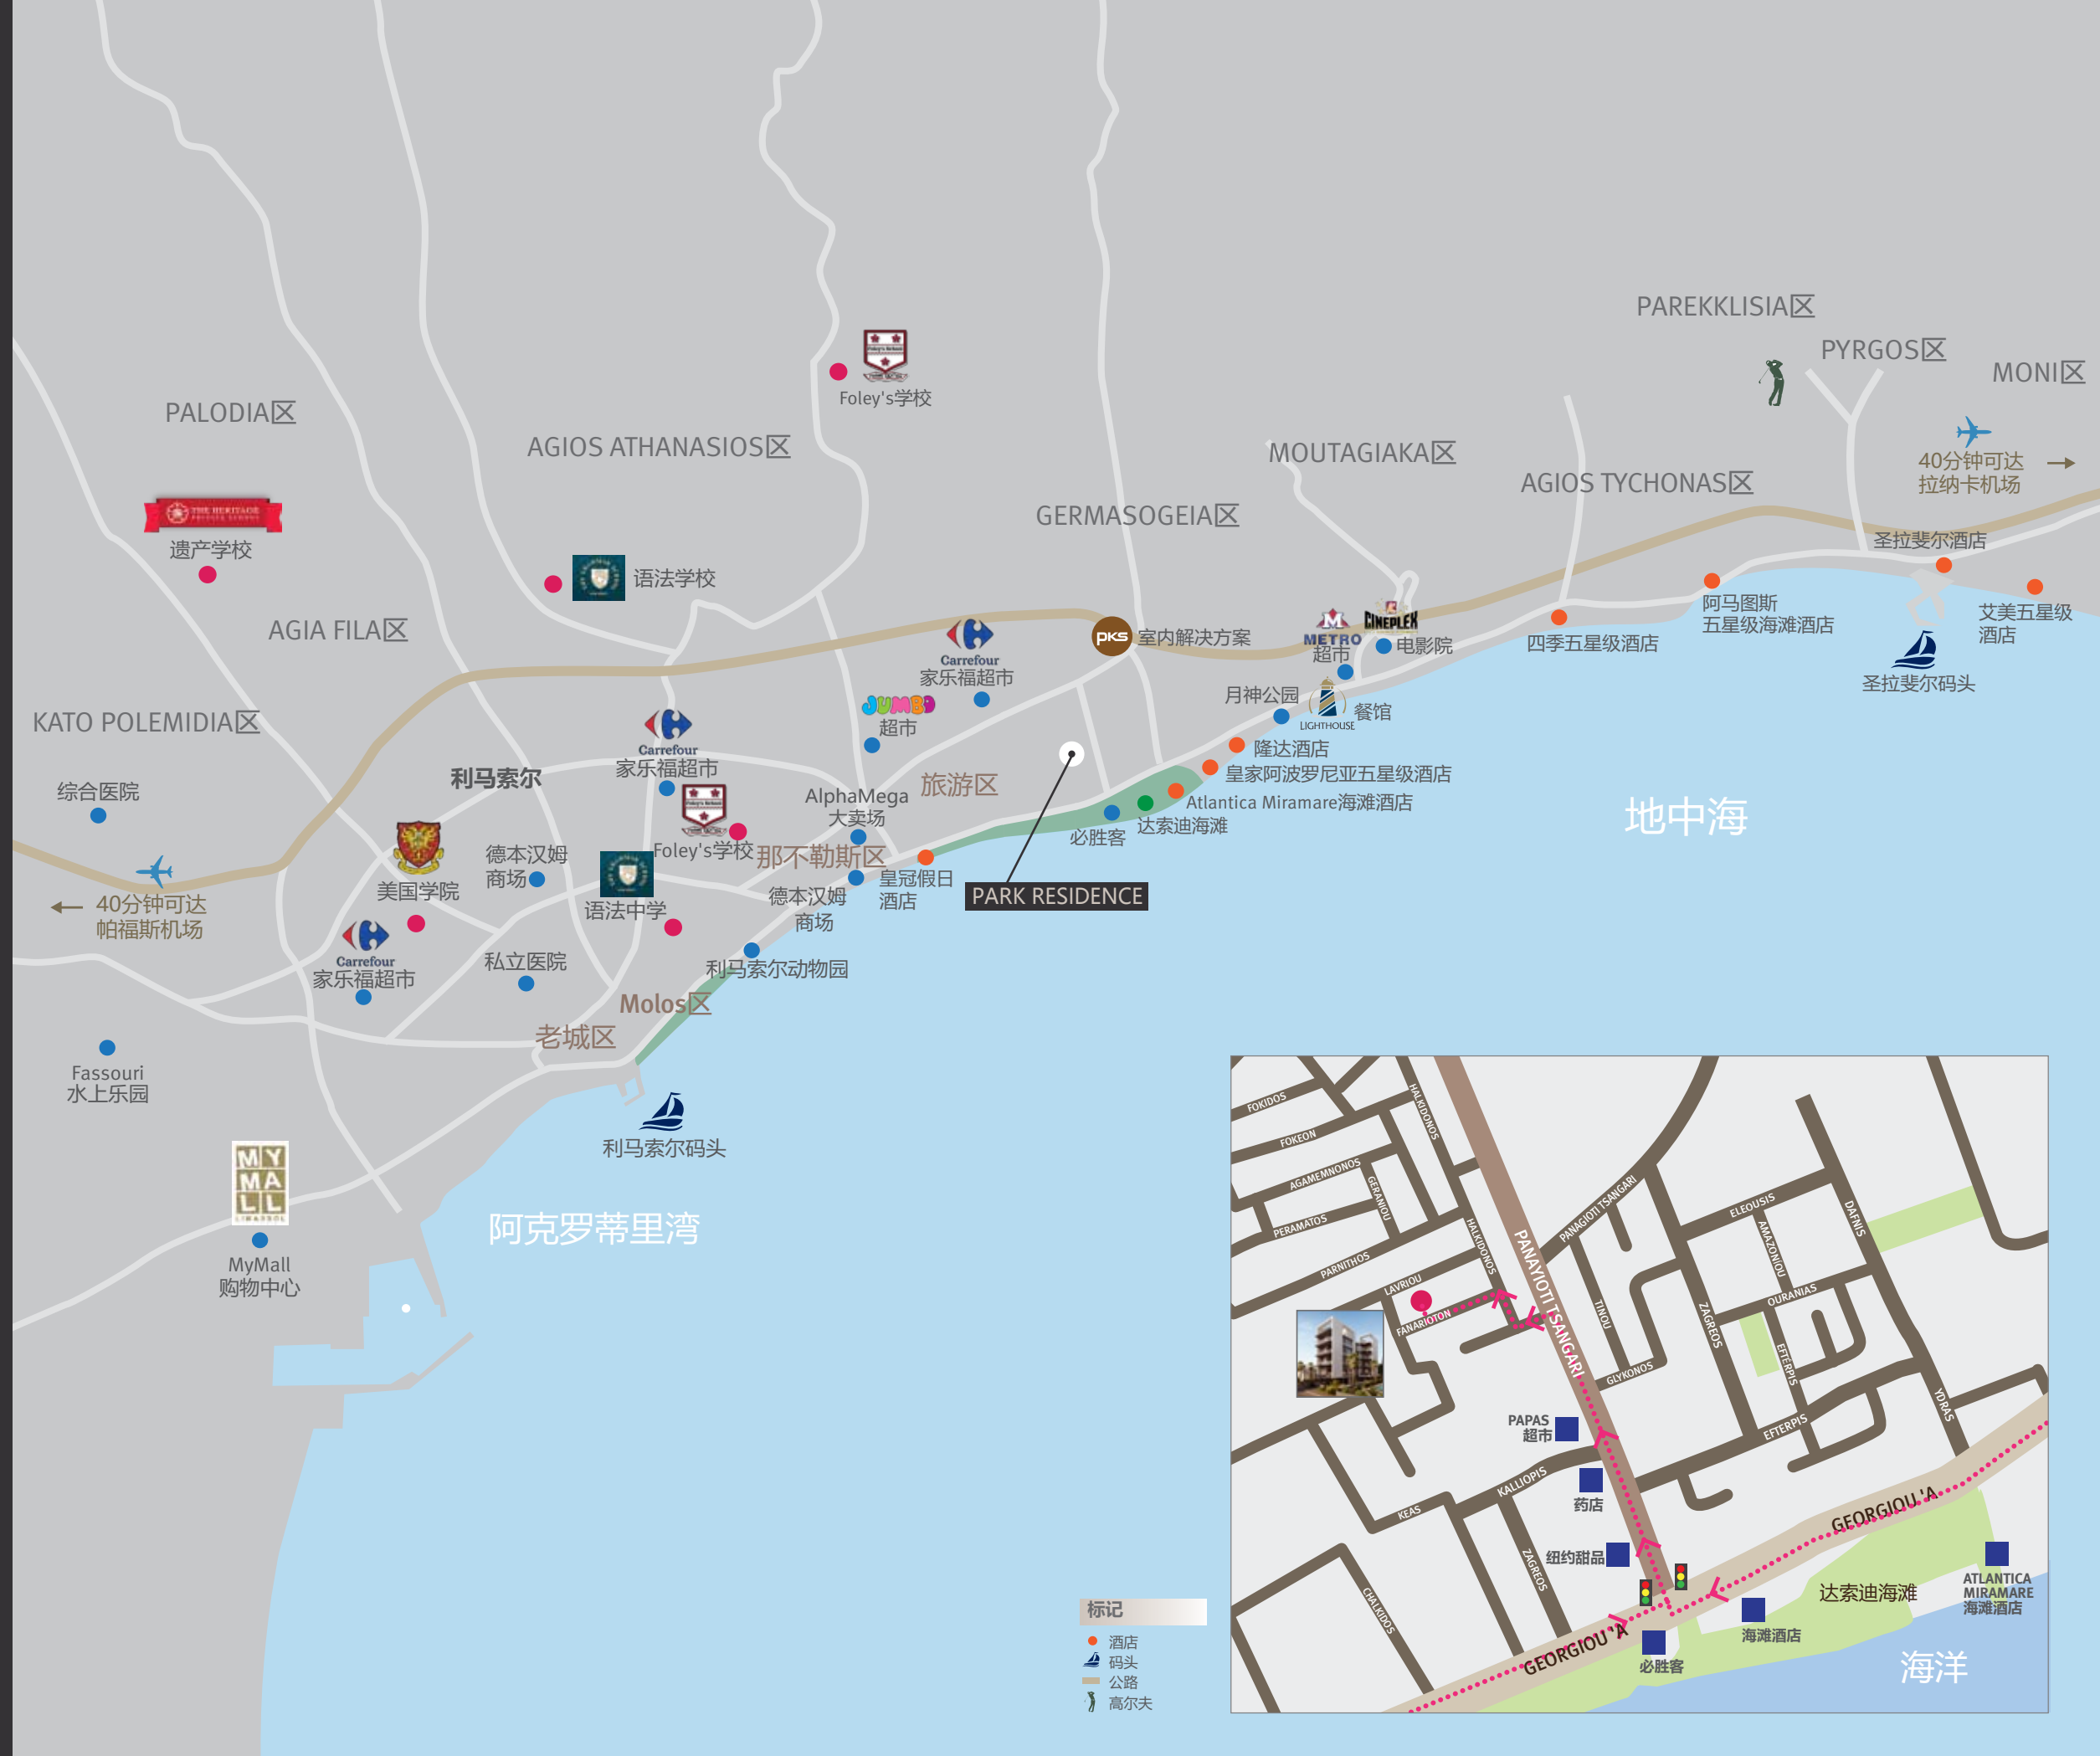 PAREKKLISIA区
PYRGOS区
MONI区
Foley's School
Foley's学校
PALODIA区
AGIOS ATHANASIOS区
MOUTAGIAKA区
40分钟可达
拉纳卡机场
AGIOS TYCHONAS区
THE HERITAGE
PRIVATE SCHOOL
遗产学校
GERMASOGEIA区
圣拉斐尔酒店
语法学校
阿马图斯
五星级海滩酒店
艾美五星级
酒店
AGIA FILA区
pks
室内解决方案
METRO
超市
CINEPLEX
电影院
四季五星级酒店
Carrefour
家乐福超市
圣拉斐尔码头
KATO POLEMIDIA区
JUMBO
超市
月神公园
LIGHTHOUSE
餐馆
Carrefour
家乐福超市
隆达酒店
利马索尔
旅游区
皇家阿波罗尼亚五星级酒店
综合医院
AlphaMega
大卖场
Atlantica Miramare海滩酒店
必胜客
达索迪海滩
地中海
Foley's School
Foley's学校
那不勒斯区
德本汉姆
商场
美国学院
皇冠假日
酒店
PARK RESIDENCE
40分钟可达
帕福斯机场
语法中学
德本汉姆
商场
Carrefour
家乐福超市
私立医院
利马索尔动物园
Molos区
老城区
Fassouri
水上乐园
利马索尔码头
MY
MA
LL
LIMASSOL
阿克罗蒂里湾
MyMall
购物中心
标记
酒店
码头
公路
高尔夫
FOKIDOS
HALKIDONOS
FOKEON
AGAMEMNONOS
GERANIOU
PERAMATOS
PARNITHOS
HALKIDONOS
LAVRIOU
FANARIOTON
PANAYIOTI TSANGARI
PANAGIOTI TSANGARI
ELEOUSIS
DAFNIS
AMAZONIOU
OURANIAS
TINOU
ZAGREOS
GLYKONOS
EFTERPIS
EFTERPIS
YDRAS
PAPAS
超市
KALLIOPIS
KEAS
药店
ZAGREOS
纽约甜品
CHALKIDOS
GEORGIOU 'A
GEORGIOU 'A
达索迪海滩
ATLANTICA
MIRAMARE
海滩酒店
海滩酒店
必胜客
海洋